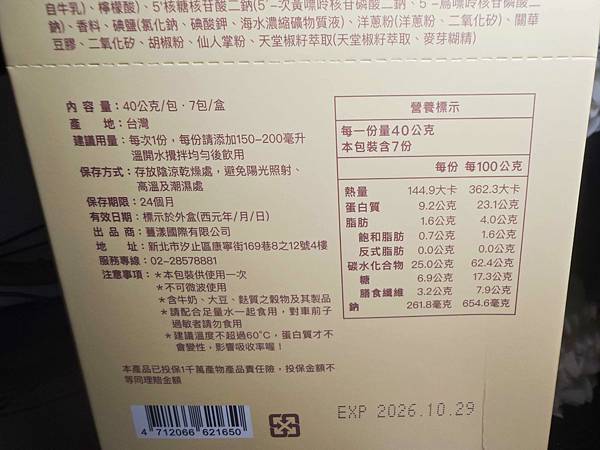 自牛乳)、檸檬酸)、5'核糖核苷酸二鈉(5'-次黃嘌呤核苷磷酸二鈉、5'-鳥嘌呤核苷磷酸二
鈉)、香料、碘鹽(氯化鈉、碘酸鉀、海水濃縮礦物質液)、洋蔥粉(洋蔥粉、二氧化矽)、關華
豆膠、二氧化矽、胡椒粉、仙人掌粉、天堂椒籽萃取(天堂椒籽萃取、麥芽糊精)
內容量：40公克/包．7包/盒
產　地：台灣
建議用量：每次1份，每份請添加150-200毫升
溫開水攪拌均勻後飲用
保存方式：存放陰涼乾燥處，避免陽光照射、
高溫及潮濕處
保存期限：24個月
有效日期：標示於外盒(西元年/月/日)
出品商：豐漾國際有限公司
地　址：新北市汐止區康寧街169巷8之12號4樓
服務專線：02-28578881
注意事項：＊本包裝供使用一次
＊不可微波使用
＊含牛奶、大豆、麩質之穀物及其製品
＊請配合足量水一起食用，對車前子
過敏者請勿食用
＊建議溫度不超過60°C，蛋白質才不
會變性，影響吸收率喔！
本產品已投保1千萬產物產品責任險，投保金額不
等同理賠金額
營養標示
每一份量40公克
本包裝含7份
每份 每100公克
熱量 144.9大卡 362.3大卡
蛋白質 9.2公克 23.1公克
脂肪 1.6公克 4.0公克
飽和脂肪 0.7公克 1.6公克
反式脂肪 0.0公克 0.0公克
碳水化合物 25.0公克 62.4公克
糖 6.9公克 17.3公克
膳食纖維 3.2公克 7.9公克
鈉 261.8毫克 654.6毫克
4 712066 621650
EXP 2026.10.29